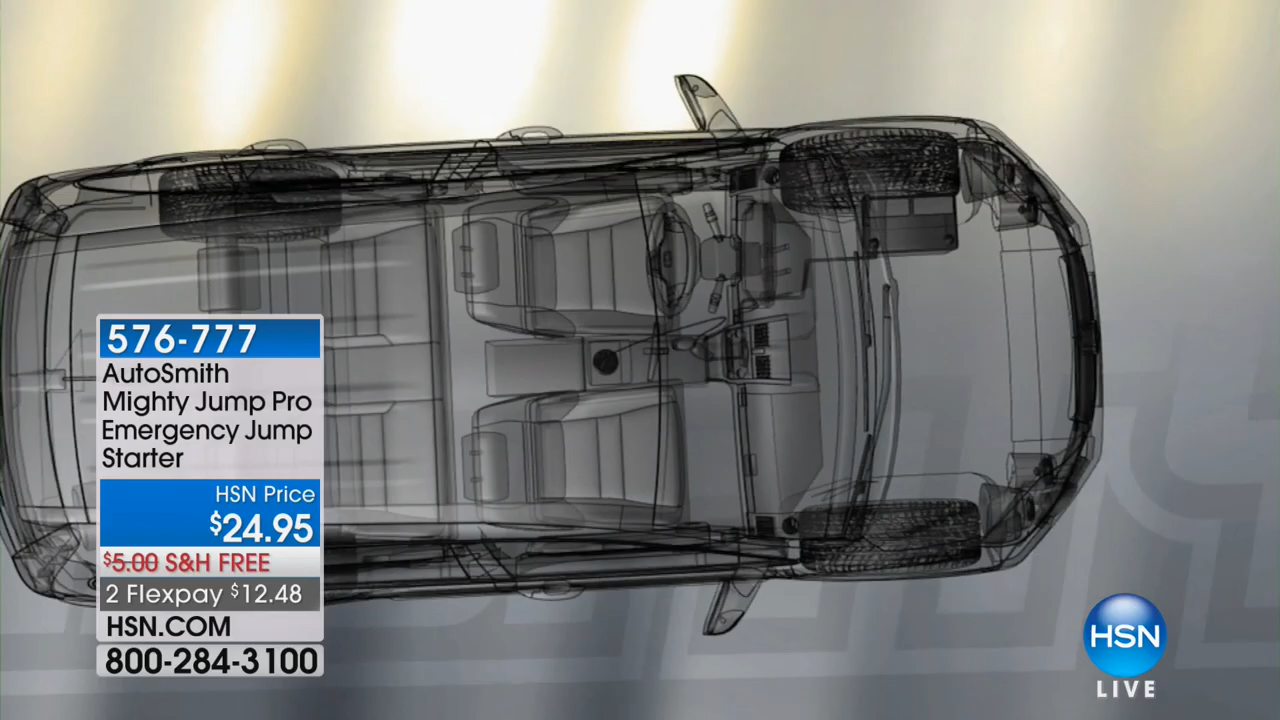 576-777
AutoSmith
Mighty Jump Pro
Emergency Jump
Starter
HSN Price
$24.95
$5.00 S&H FREE
2 Flexpay $12.48
HSN.COM
800-284-3100
HSN
LIVE